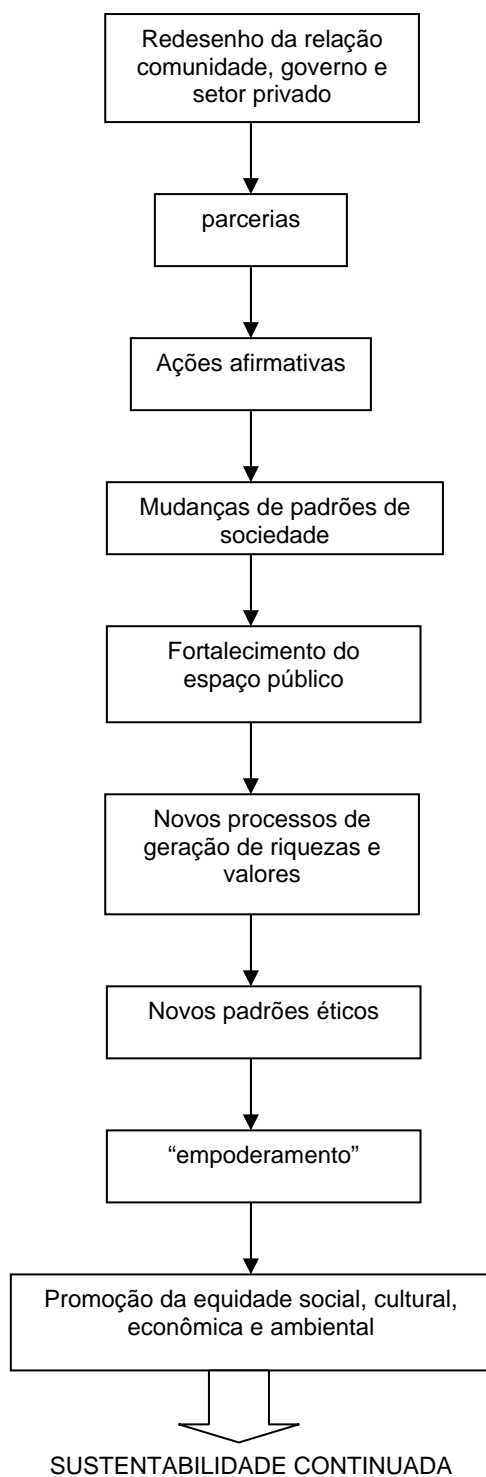 Redesenho da relação
comunidade, governo e
setor privado
parcerias
Ações afirmativas
Mudanças de padrões de
sociedade
Fortalecimento do
espaço público
Novos processos de
geração de riquezas e
valores
Novos padrões éticos
“empoderamento”
Promoção da equidade social, cultural,
econômica e ambiental
SUSTENTABILIDADE CONTINUADA